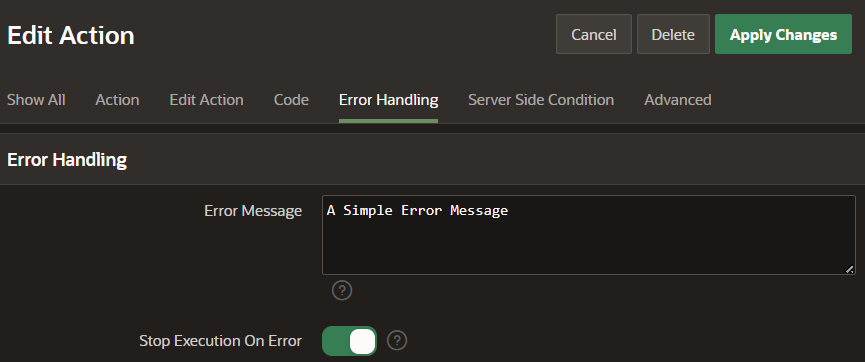 Edit Action
Cancel
Delete
Apply Changes
Show All
Action
Edit Action
Code
Error Handling
Server Side Condition
Advanced
Error Handling
Error Message
A Simple Error Message
?
Stop Execution On Error
?